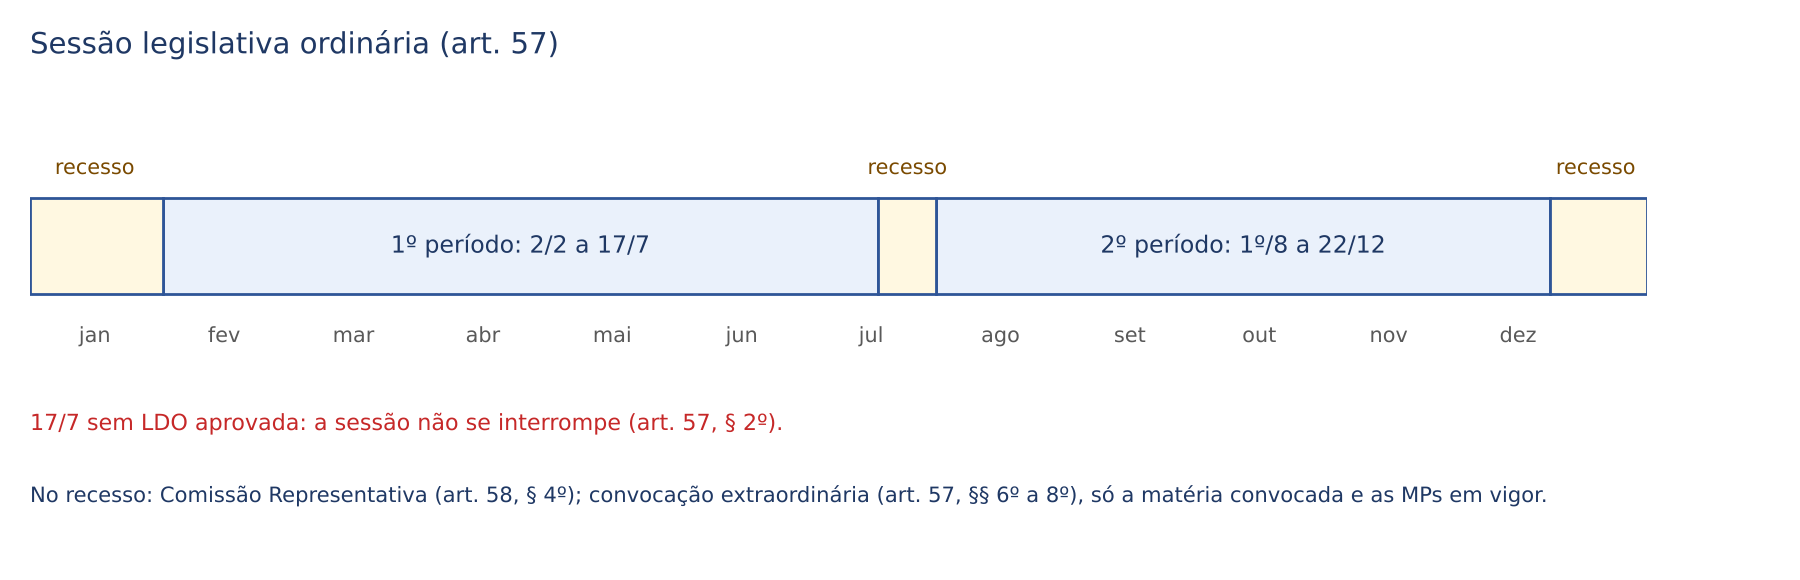 Sessão legislativa ordinária (art. 57)
recesso recesso recesso
1º período: 2/2 a 17/7 2º período: 1º/8 a 22/12
jan fev mar abr mai jun jul ago set out nov dez
17/7 sem LDO aprovada: a sessão não se interrompe (art. 57, § 2º).
No recesso: Comissão Representativa (art. 58, § 4º); convocação extraordinária (art. 57, §§ 6º a 8º), só a matéria convocada e as MPs em vigor.